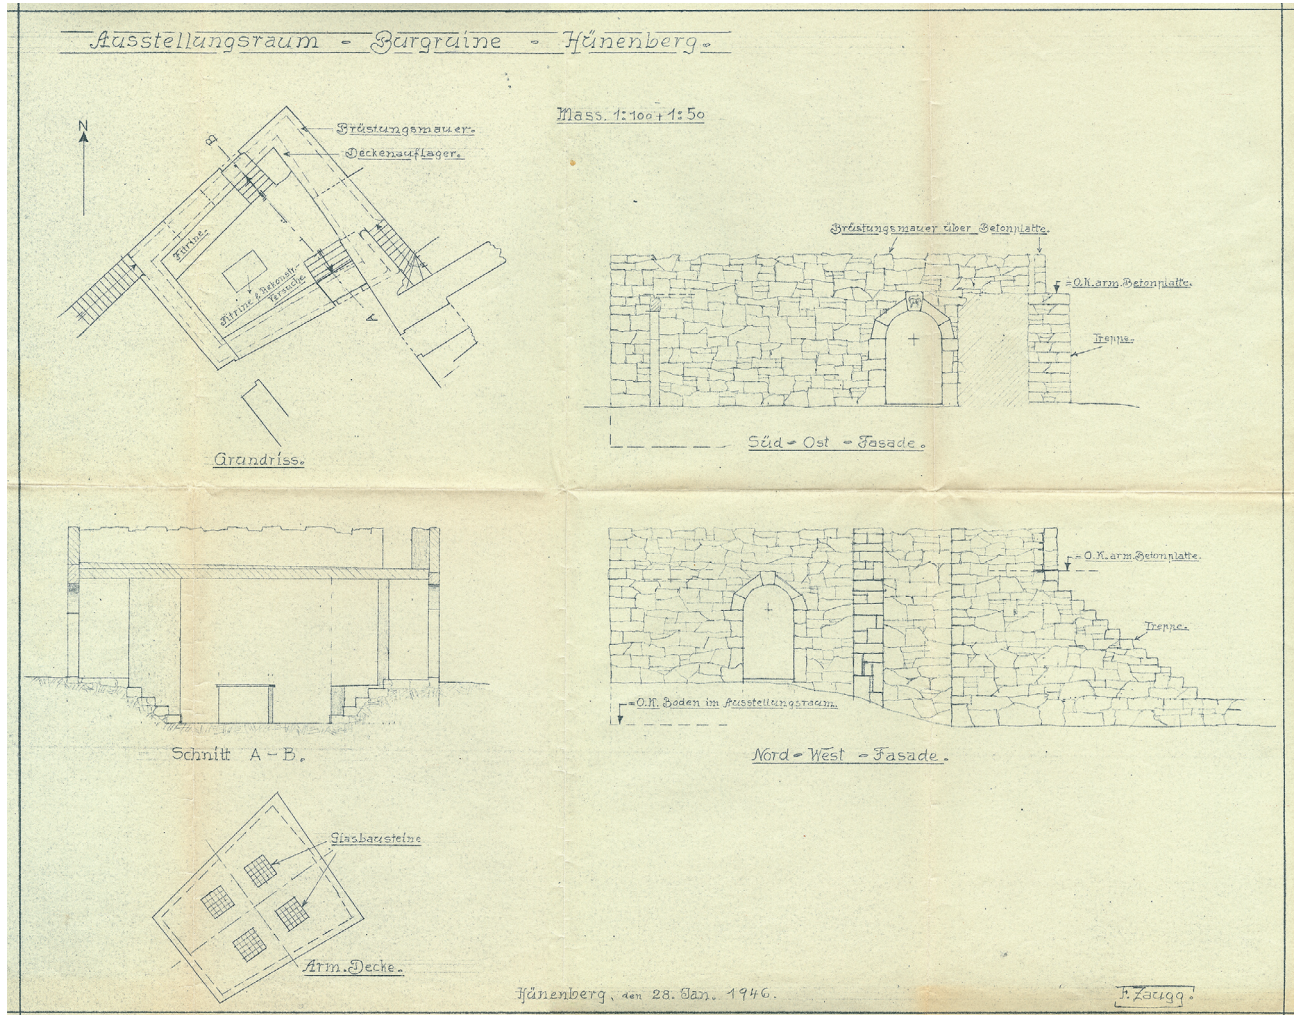 Ausstellungsraum - Burgruine - Hünenberg.
Mass. 1:100 + 1:50
N
B
Brüstungsmauer.
Deckenauflager.
Vitrine.
Vitrine & Rekonstr.
Versuche.
A
Grundriss.
Brüstungsmauer über Betonplatte.
= O.K. arm. Betonplatte.
Treppe.
Süd - Ost - Fasade.
Schnitt A - B.
= O.K. arm. Betonplatte.
Treppe.
= O.K. Boden im Ausstellungsraum.
Nord - West - Fasade.
Glasbausteine
Arm. Decke.
Hünenberg, den 28. Jan. 1946.
F. Zaugg.